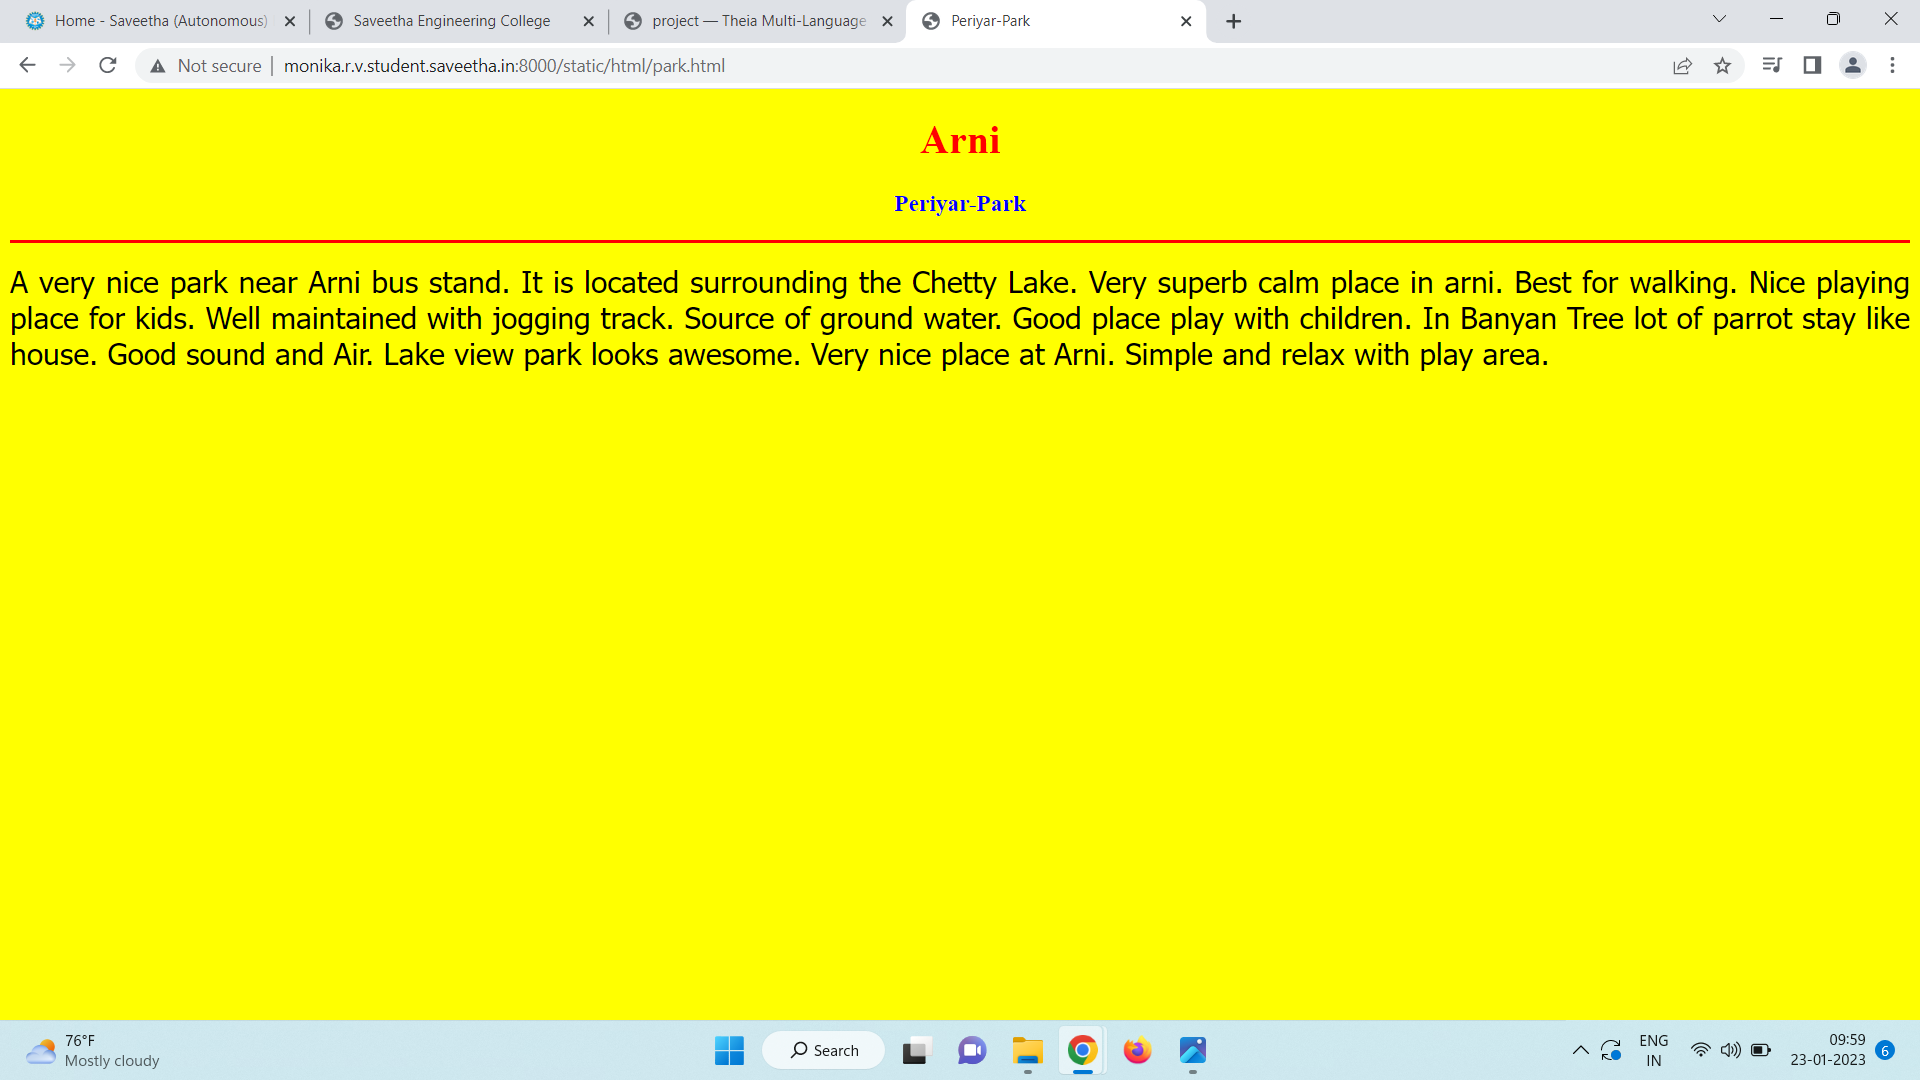 Home - Saveetha (Autonomous)
Saveetha Engineering College
project — Theia Multi-Language
Periyar-Park
Not secure
monika.r.v.student.saveetha.in:8000/static/html/park.html
Arni
Periyar-Park
A very nice park near Arni bus stand. It is located surrounding the Chetty Lake. Very superb calm place in arni. Best for walking. Nice playing
place for kids. Well maintained with jogging track. Source of ground water. Good place play with children. In Banyan Tree lot of parrot stay like
house. Good sound and Air. Lake view park looks awesome. Very nice place at Arni. Simple and relax with play area.
76°F
Mostly cloudy
Search
ENG
IN
09:59
23-01-2023
6